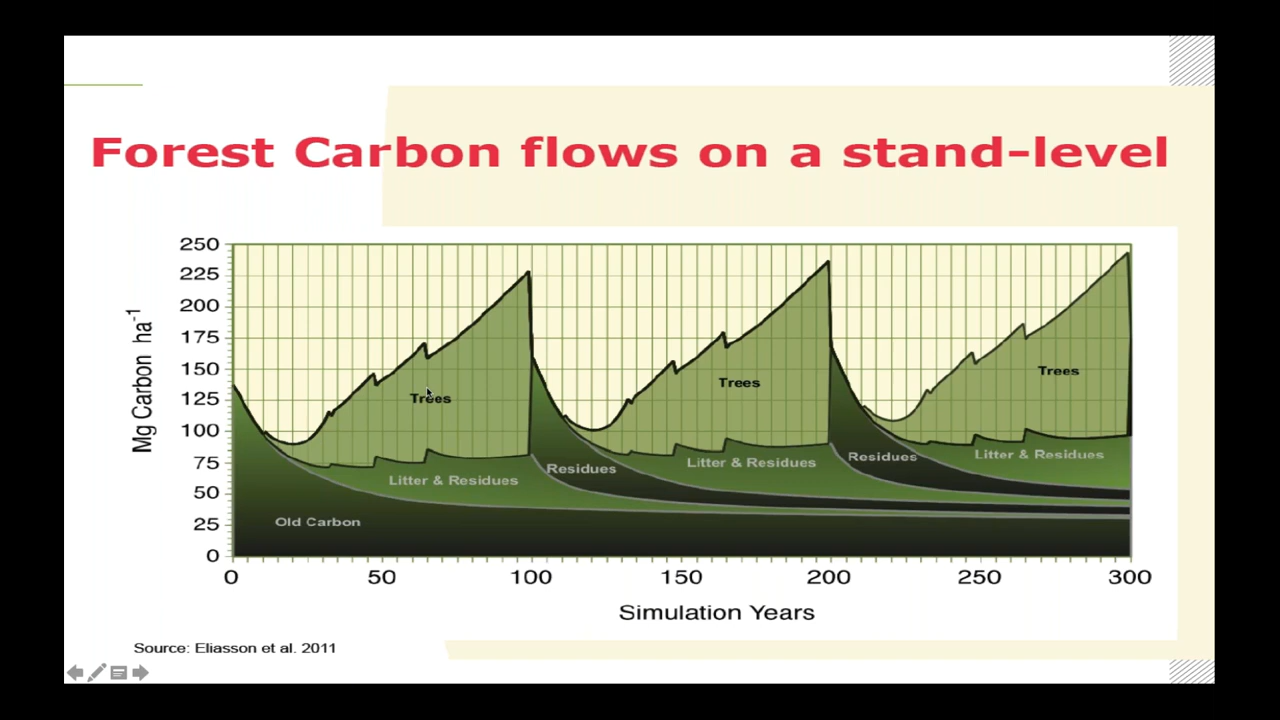 Forest Carbon flows on a stand-level
Mg Carbon ha-1
250
225
200
175
150
125
100
75
50
25
0
Trees
Trees
Trees
Litter & Residues
Residues
Litter & Residues
Residues
Litter & Residues
Old Carbon
0 50 100 150 200 250 300
Simulation Years
Source: Eliasson et al. 2011